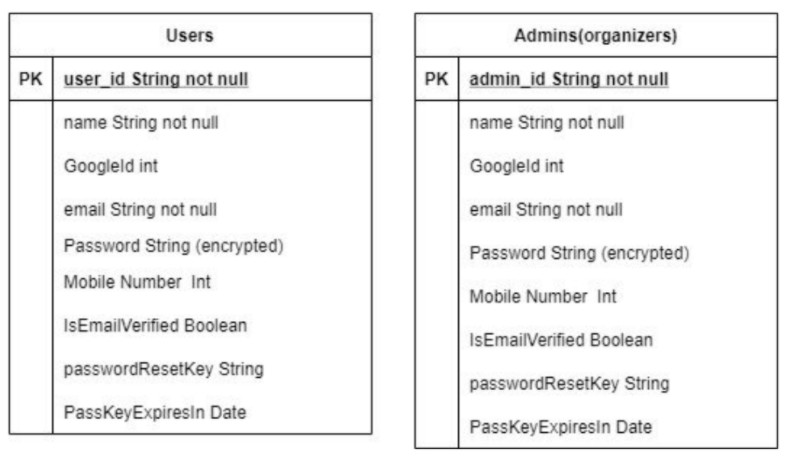 Users
PK user_id String not null
name String not null
GoogleId int
email String not null
Password String (encrypted)
Mobile Number Int
IsEmailVerified Boolean
passwordResetKey String
PassKeyExpiresIn Date
Admins(organizers)
PK admin_id String not null
name String not null
GoogleId int
email String not null
Password String (encrypted)
Mobile Number Int
IsEmailVerified Boolean
passwordResetKey String
PassKeyExpiresIn Date